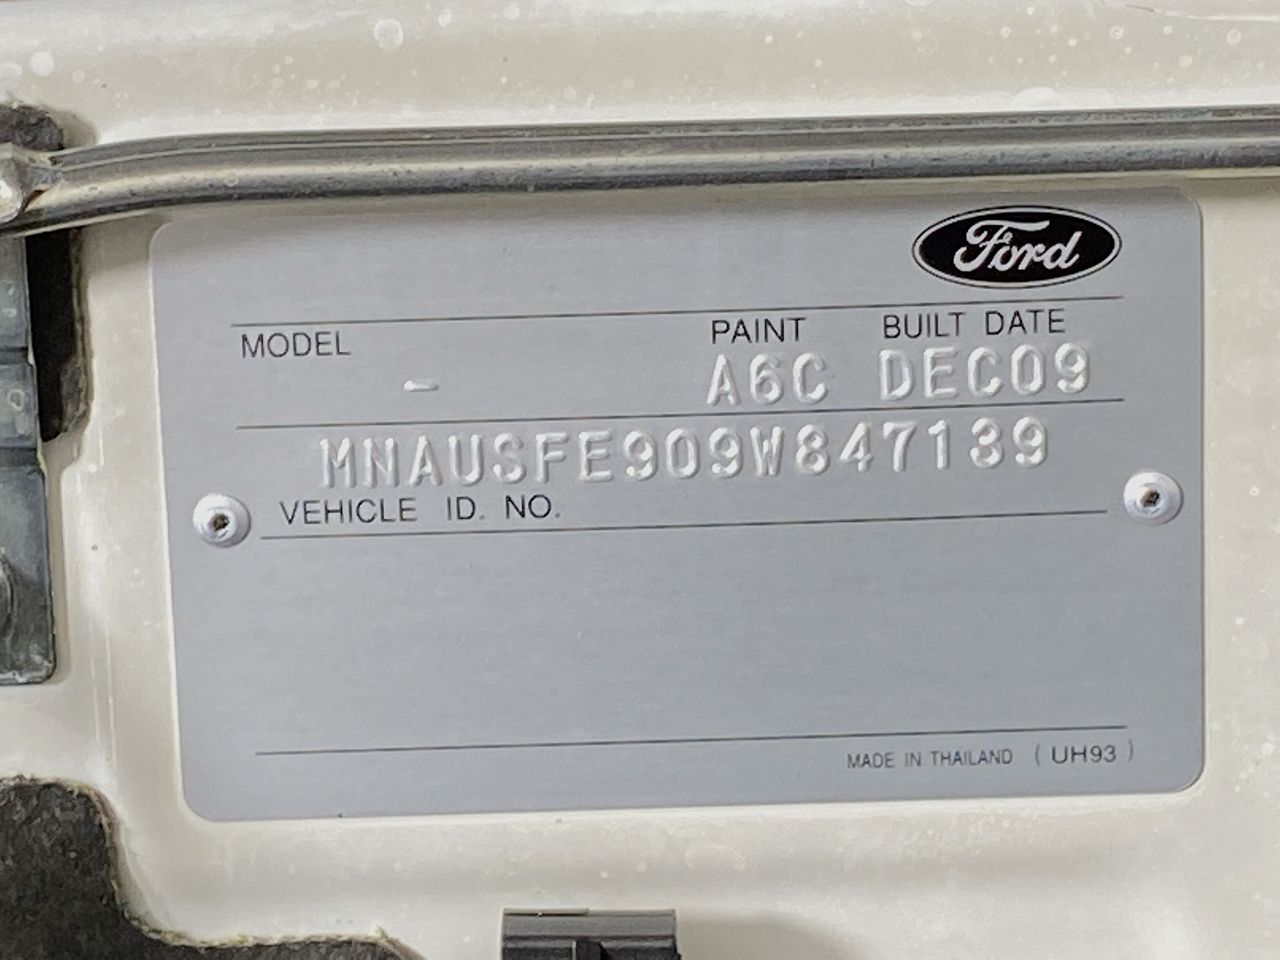 Ford
MODEL PAINT BUILT DATE
- A6C DEC09
MNAUSFE909W847139
VEHICLE ID. NO.
MADE IN THAILAND ( UH93 )